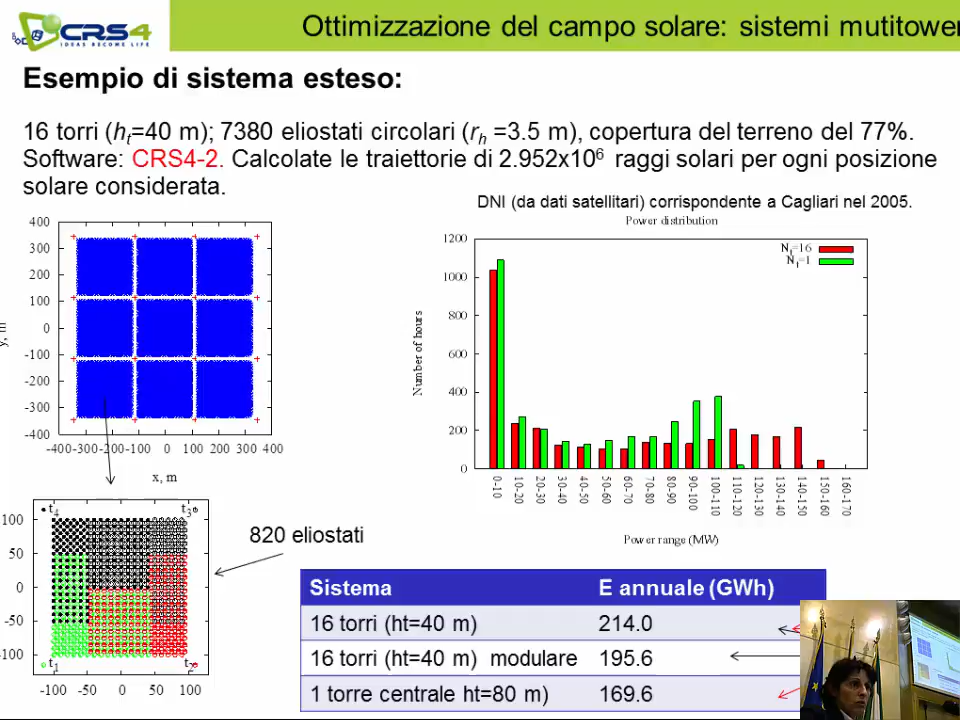 CRS4
IDEAS BECOME LIFE
Ottimizzazione del campo solare: sistemi mutitower
Esempio di sistema esteso:
16 torri (ht=40 m); 7380 eliostati circolari (rh =3.5 m), copertura del terreno del 77%.
Software: CRS4-2. Calcolate le traiettorie di 2.952x10⁶ raggi solari per ogni posizione
solare considerata.
DNI (da dati satellitari) corrispondente a Cagliari nel 2005.
Power distribution
400
300
200
100
0
-100
-200
-300
-400
y, m
-400 -300 -200 -100 0 100 200 300 400
x, m
1200
1000
800
600
400
200
0
Number of hours
Nt=16
Nt=1
0-10 10-20 20-30 30-40 40-50 50-60 60-70 70-80 80-90 90-100 100-110 110-120 120-130 130-140 140-150 150-160 160-170
Power range (MW)
t4 t3
100
50
0
-50
-100
t1 t2
-100 -50 0 50 100
820 eliostati
Sistema E annuale (GWh)
16 torri (ht=40 m) 214.0
16 torri (ht=40 m) modulare 195.6
1 torre centrale ht=80 m) 169.6